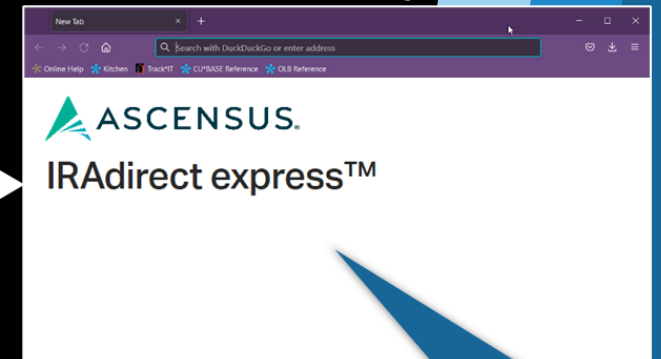 New Tab
Search with DuckDuckGo or enter address
Online Help Kitchen Track*IT CU*BASE Reference OLB Reference
ASCENSUS.
IRAdirect express™